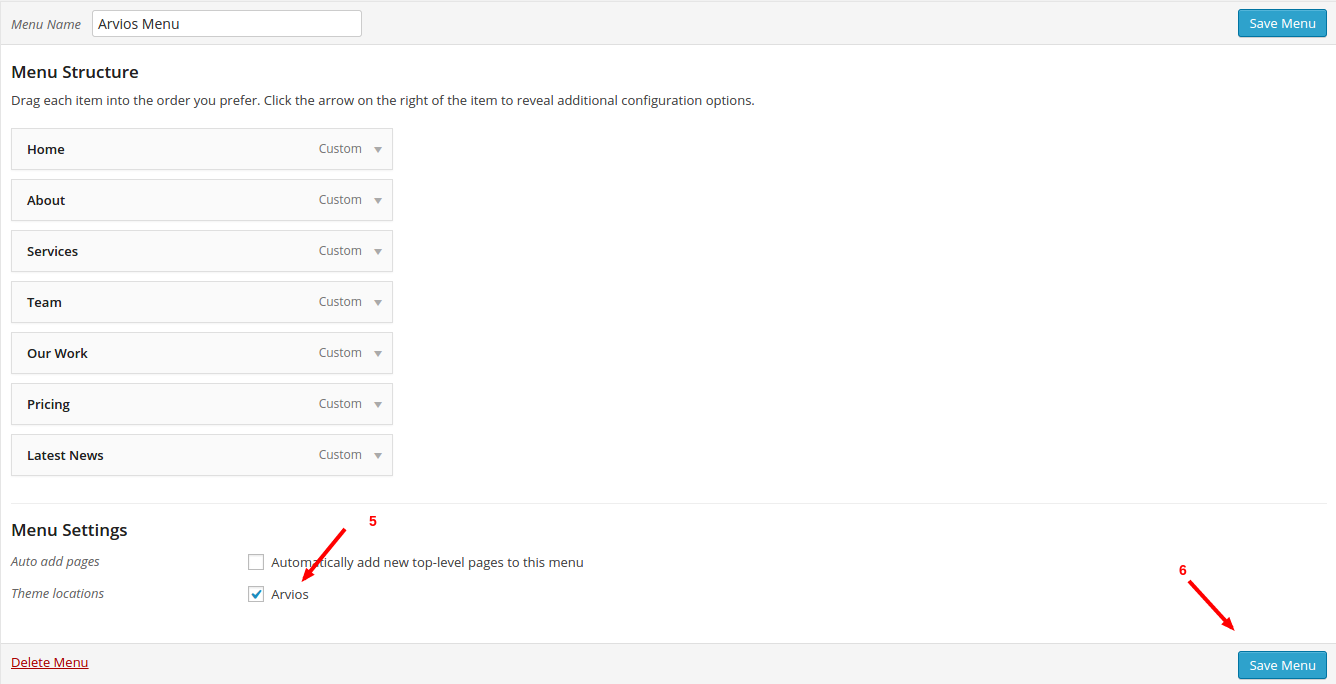 Menu Name Arvios Menu Save Menu
Menu Structure
Drag each item into the order you prefer. Click the arrow on the right of the item to reveal additional configuration options.
Home Custom
About Custom
Services Custom
Team Custom
Our Work Custom
Pricing Custom
Latest News Custom
Menu Settings
5
Auto add pages Automatically add new top-level pages to this menu
6
Theme locations Arvios
Delete Menu Save Menu